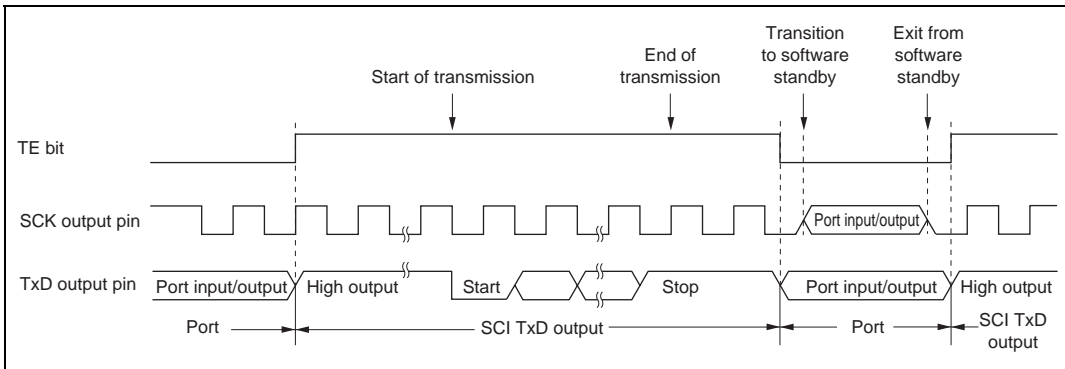 Transition
to software
standby
Exit from
software
standby
Start of transmission
End of
transmission
TE bit
SCK output pin
Port input/output
TxD output pin
Port input/output
High output
Start
Stop
Port input/output
High output
Port
SCI TxD output
Port
SCI TxD
output